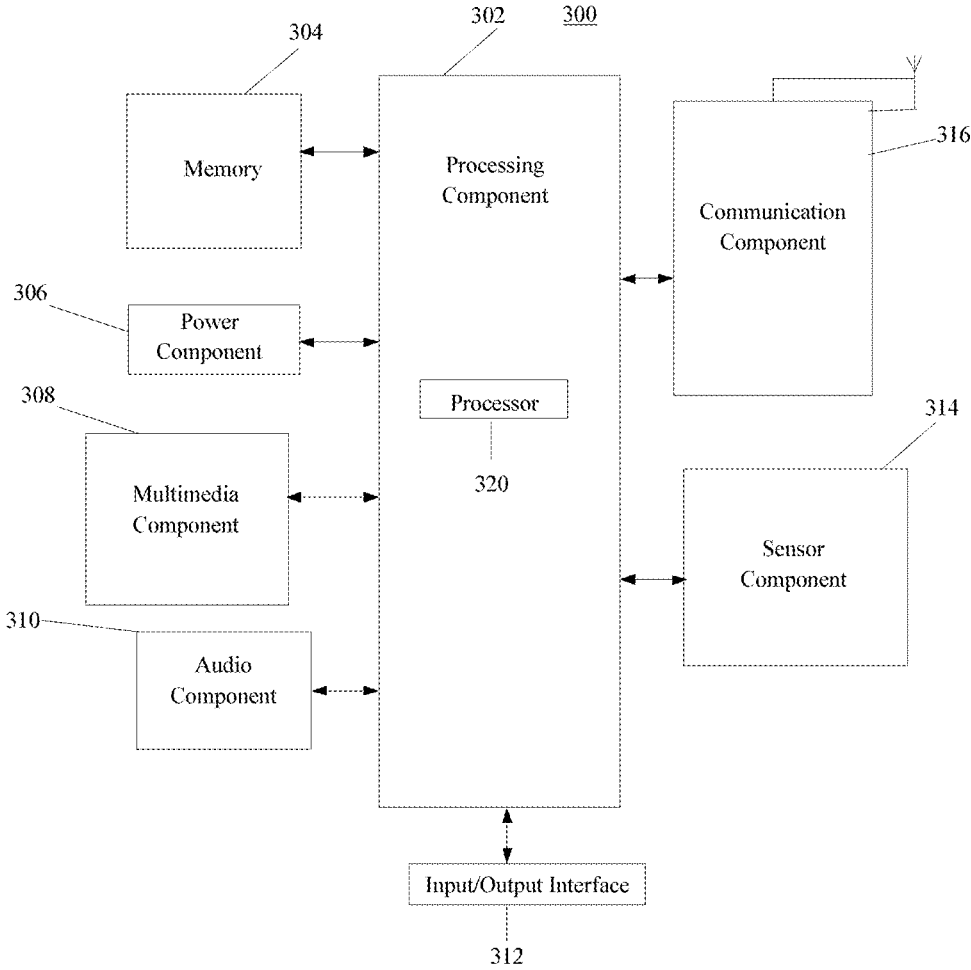 302
300
304
316
Memory
Processing
Component
Communication
Component
306
Power
Component
308
Processor
314
320
Multimedia
Component
Sensor
Component
310
Audio
Component
Input/Output Interface
312